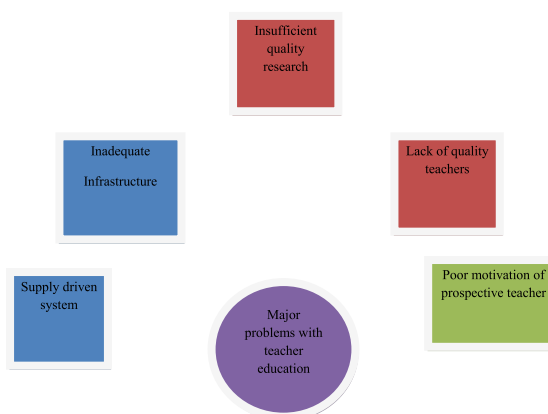 Insufficient
quality
research
Inadequate
Infrastructure
Lack of quality
teachers
Supply driven
system
Poor motivation of
prospective teacher
Major
problems with
teacher
education